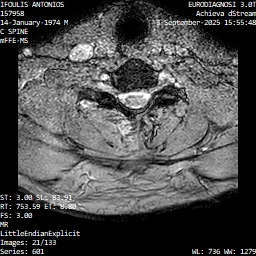 IFOULIS ANTONIOS
EURODIAGNOSI 3.0T
157958
Achieva dStream
14-January-1974 M
3 September-2025 15:55:48
C SPINE
mFFE-MS
ST: 3.00 SL: 83.91
RT: 753.59 ET:
FS: 3.00
MR
LittleEndianExplicit
Images: 21/133
Series: 601
WL: 736 WW: 1279